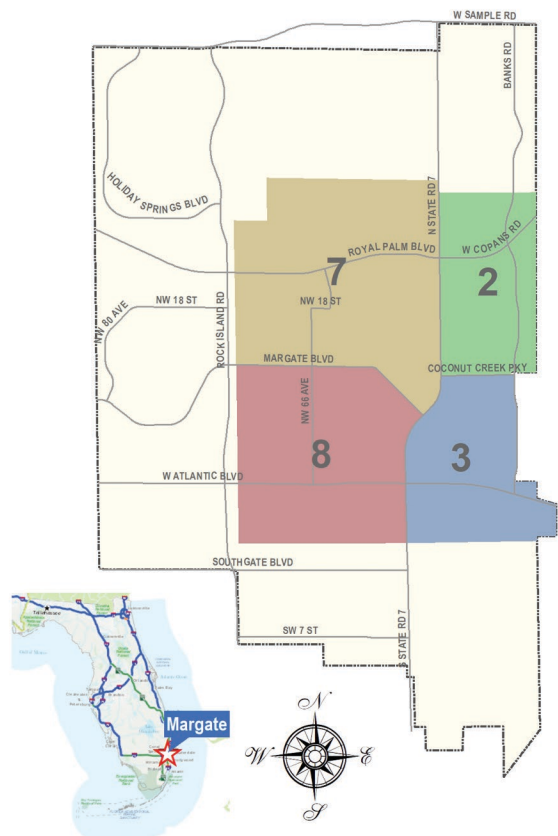 W SAMPLE RD
BANKS RD
HOLIDAY SPRINGS BLVD
N STATE RD 7
ROYAL PALM BLVD
W COPANS RD
7
2
NW 18 ST
NW 18 ST
NW 80 AVE
ROCK ISLAND RD
MARGATE BLVD
COCONUT CREEK PKY
NW 66 AVE
8
3
W ATLANTIC BLVD
SOUTHGATE BLVD
SW 7 ST
S STATE RD 7
Tallahassee
Margate
N
W
E
S